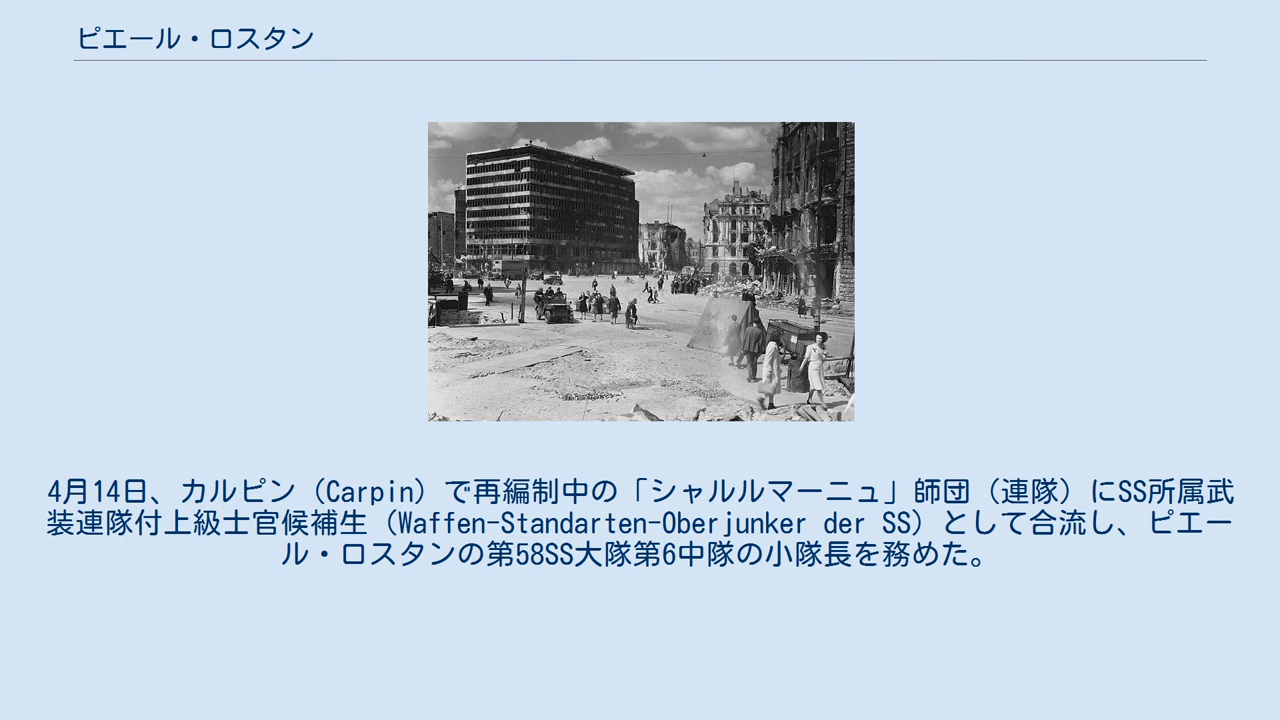 ピエール・ロスタン
4月14日、カルピン（Carpin）で再編制中の「シャルルマーニュ」師団（連隊）にSS所属武
装連隊付上級士官候補生（Waffen-Standarten-Oberjunker der SS）として合流し、ピエー
ル・ロスタンの第58SS大隊第6中隊の小隊長を務めた。